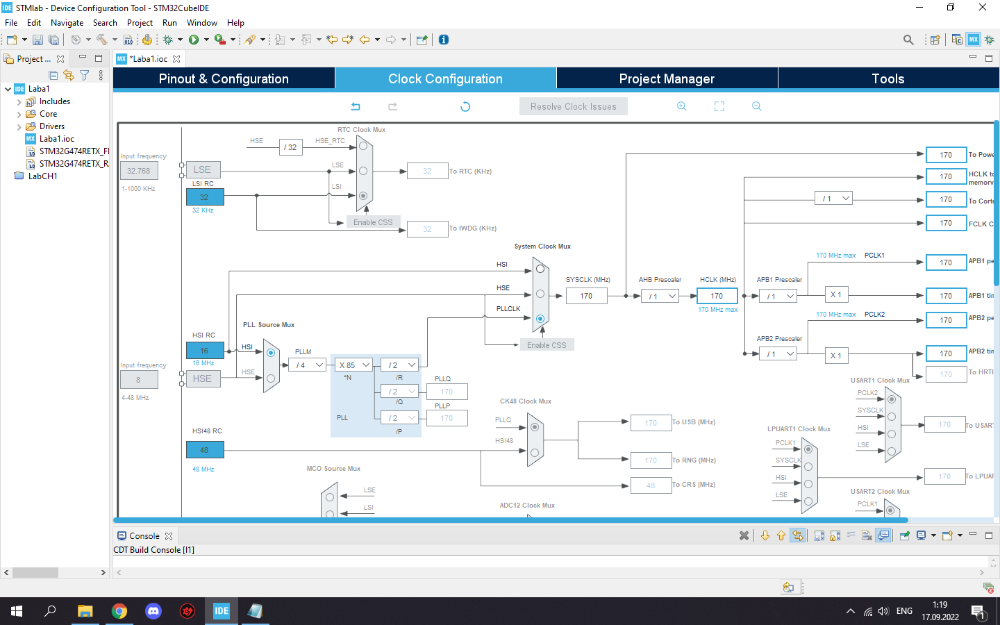 IDE STMlab - Device Configuration Tool - STM32CubeIDE
File Edit Navigate Search Project Run Window Help
Project ...
MX *Laba1.ioc
Pinout & Configuration Clock Configuration Project Manager Tools
IDE Laba1
Includes
Core
Drivers
MX Laba1.ioc
STM32G474RETX_FI
STM32G474RETX_R
LabCH1
Resolve Clock Issues
RTC Clock Mux
HSE / 32 HSE_RTC
Input frequency
32.768
1-1000 KHz
LSE LSE 32 To RTC (KHz)
LSI RC LSI
32
32 KHz
Enable CSS
32 To IWDG (KHz)
170 To Powe
170 HCLK to
memory
/ 1 170 To Corte
170 FCLK C
System Clock Mux
HSI
HSE
PLLCLK
Enable CSS
SYSCLK (MHz)
170
AHB Prescaler
/ 1
HCLK (MHz)
170
170 MHz max
APB1 Prescaler
/ 1
170 MHz max PCLK1
170 APB1 pe
X 1 170 APB1 tim
170 MHz max PCLK2
170 APB2 pe
APB2 Prescaler
/ 1
X 1 170 APB2 tim
170 To HRTI
PLL Source Mux
HSI RC
16
16 MHz
HSI
Input frequency
8
4-48 MHz
HSE HSE
PLLM
/ 4
X 85
*N
/ 2
/R
/ 2
/Q
PLL
/ 2
/P
PLLQ
170
PLLP
170
HSI48 RC
48
48 MHz
CK48 Clock Mux
PLLQ
HSI48
170 To USB (MHz)
170 To RNG (MHz)
48 To CRS (MHz)
MCO Source Mux
LSE
LSI
ADC12 Clock Mux
LPUART1 Clock Mux
PCLK1
SYSCLK
HSI
LSE
170 To LPUAR
USART1 Clock Mux
PCLK2
SYSCLK
HSI
LSE
170 To USART
USART2 Clock Mux
PCLK1
Console
CDT Build Console [l1]
IDE
ENG
1:19
17.09.2022
1